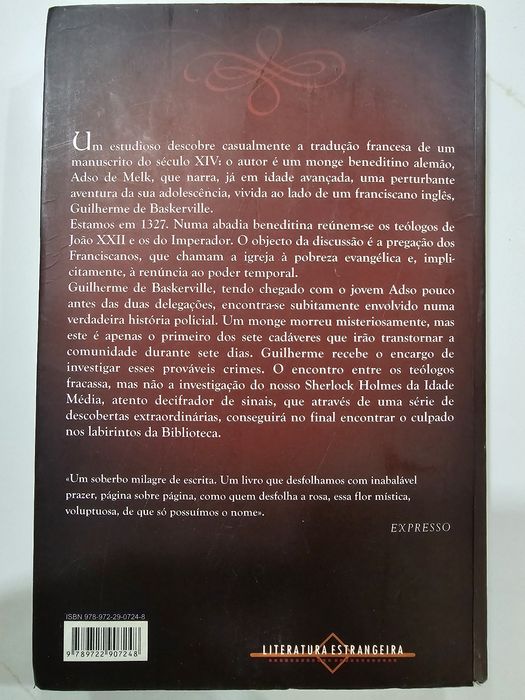 Um estudioso descobre casualmente a tradução francesa de um
manuscrito do século XIV: o autor é um monge beneditino alemão,
Adso de Melk, que narra, já em idade avançada, uma perturbante
aventura da sua adolescência, vivida ao lado de um franciscano inglês,
Guilherme de Baskerville.
Estamos em 1327. Numa abadia beneditina reúnem-se os teólogos de
João XXII e os do Imperador. O objecto da discussão é a pregação dos
Franciscanos, que chamam a igreja à pobreza evangélica e, impli-
citamente, à renúncia ao poder temporal.
Guilherme de Baskerville, tendo chegado com o jovem Adso pouco
antes das duas delegações, encontra-se subitamente envolvido numa
verdadeira história policial. Um monge morreu misteriosamente, mas
este é apenas o primeiro dos sete cadáveres que irão transtornar a
comunidade durante sete dias. Guilherme recebe o encargo de
investigar esses prováveis crimes. O encontro entre os teólogos
fracassa, mas não a investigação do nosso Sherlock Holmes da Idade
Média, atento decifrador de sinais, que através de uma série de
descobertas extraordinárias, conseguirá no final encontrar o culpado
nos labirintos da Biblioteca.
«Um soberbo milagre de escrita. Um livro que desfolhamos com inabalável
prazer, página sobre página, como quem desfolha a rosa, essa flor mística,
voluptuosa, de que só possuímos o nome».
EXPRESSO
ISBN 978-972-29-0724-8
9 789722 907248
LITERATURA ESTRANGEIRA